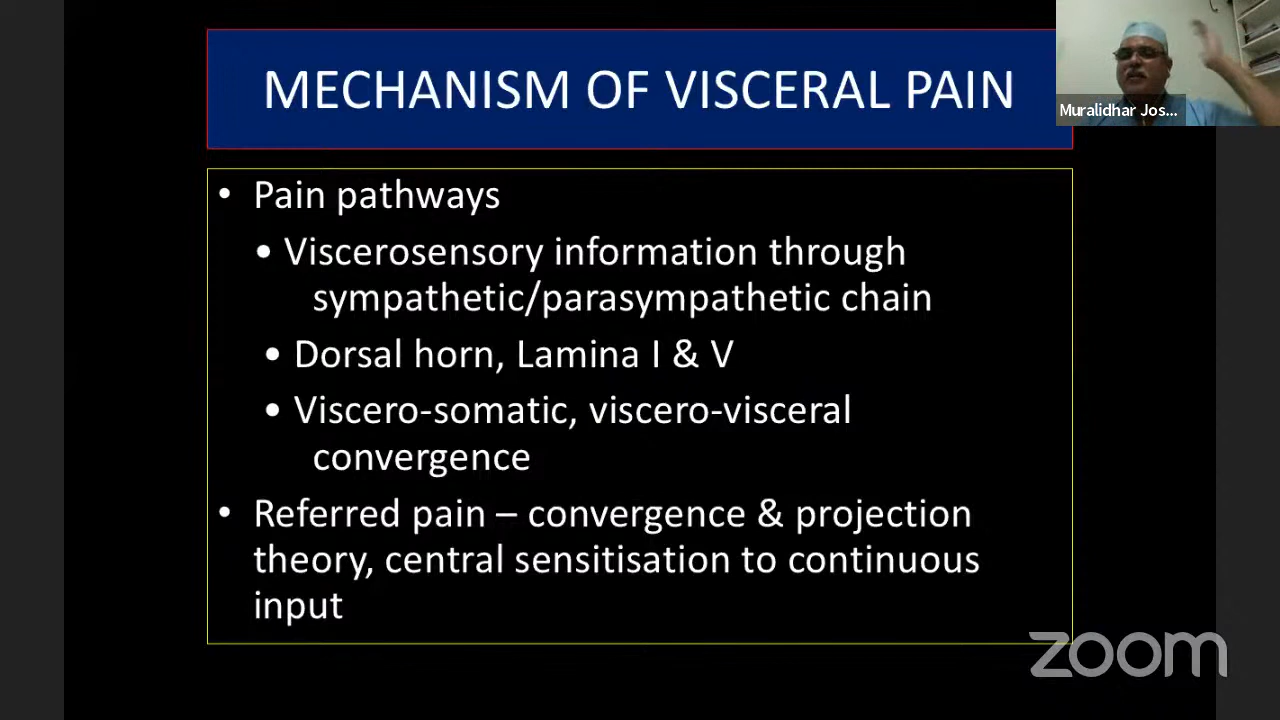 MECHANISM OF VISCERAL PAIN
Muralidhar Jos...
• Pain pathways
• Viscerosensory information through
sympathetic/parasympathetic chain
• Dorsal horn, Lamina I & V
• Viscero-somatic, viscero-visceral
convergence
• Referred pain – convergence & projection
theory, central sensitisation to continuous
input
zoom